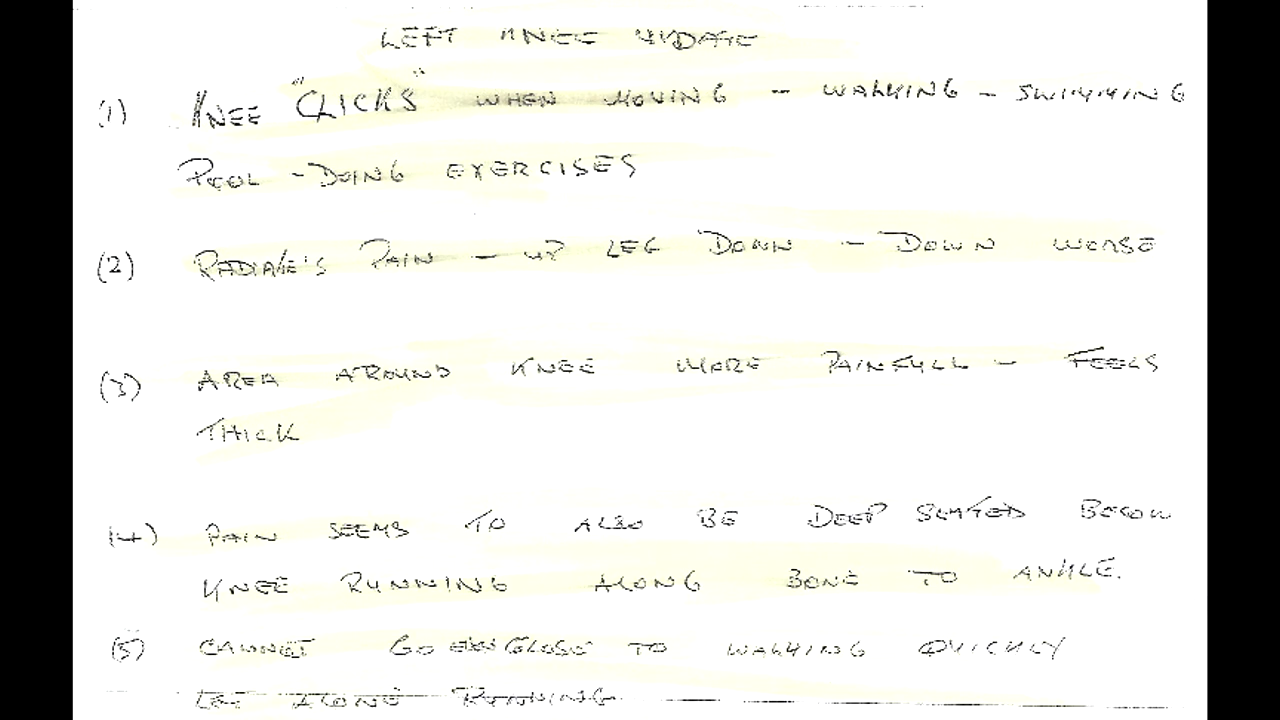 LEFT KNEE UPDATE
(1) KNEE "CLICKS" WHEN MOVING - WALKING - SWIMMING
POOL - DOING EXERCISES
(2) RADIATE'S PAIN - UP LEG DOWN - DOWN WORSE
(3) AREA AROUND KNEE MORE PAINFULL - FEELS
THICK
(4) PAIN SEEMS TO ALSO BE DEEP SEATED BELOW
KNEE RUNNING ALONG BONE TO ANKLE.
(5) CANNOT GO CLOSE TO WALKING QUICKLY
LET ALONE RUNNING.